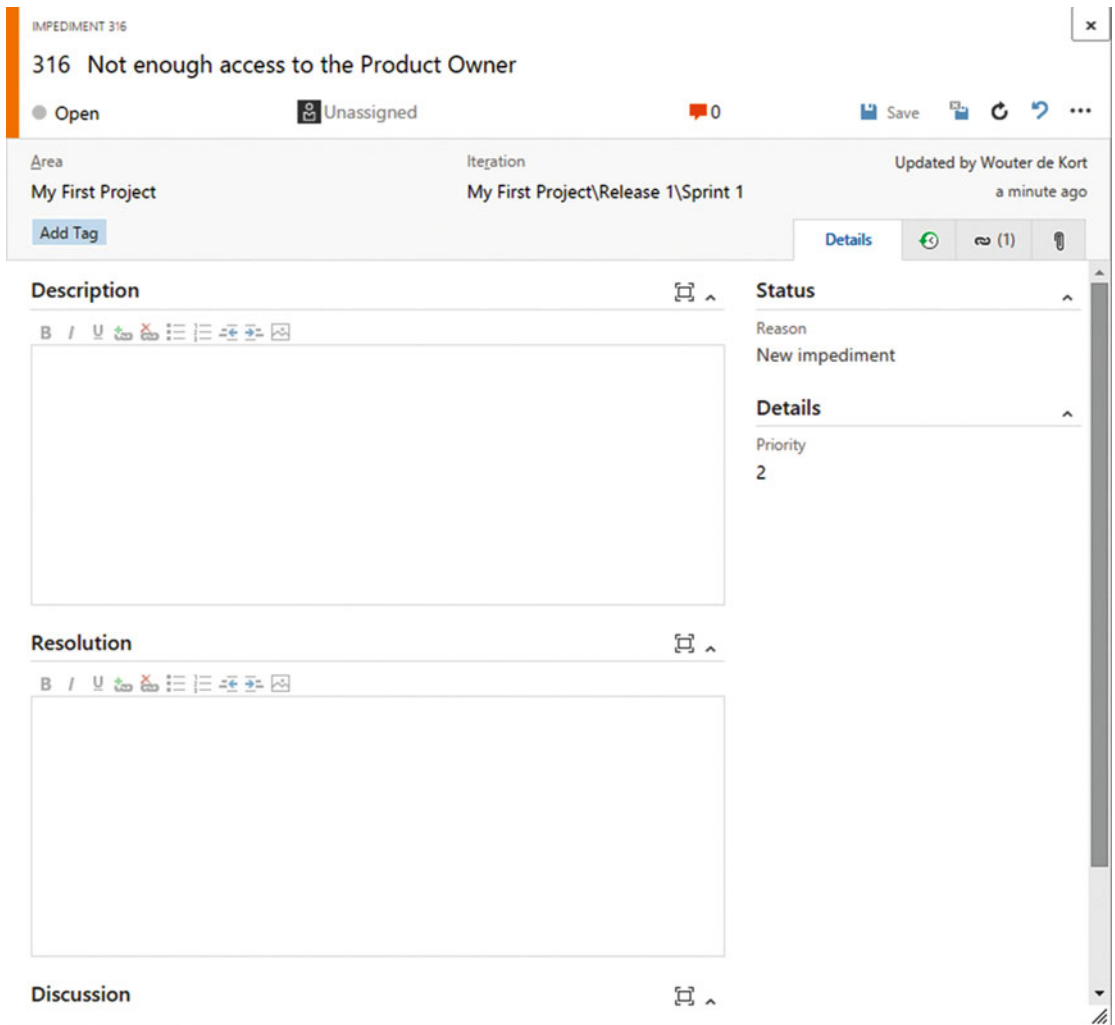 IMPEDIMENT 316
316 Not enough access to the Product Owner
Open Unassigned 0 Save
Area Iteration Updated by Wouter de Kort
My First Project My First Project\Release 1\Sprint 1 a minute ago
Add Tag Details (1)
Description Status
B I U Reason
New impediment
Details
Priority
2
Resolution
B I U
Discussion